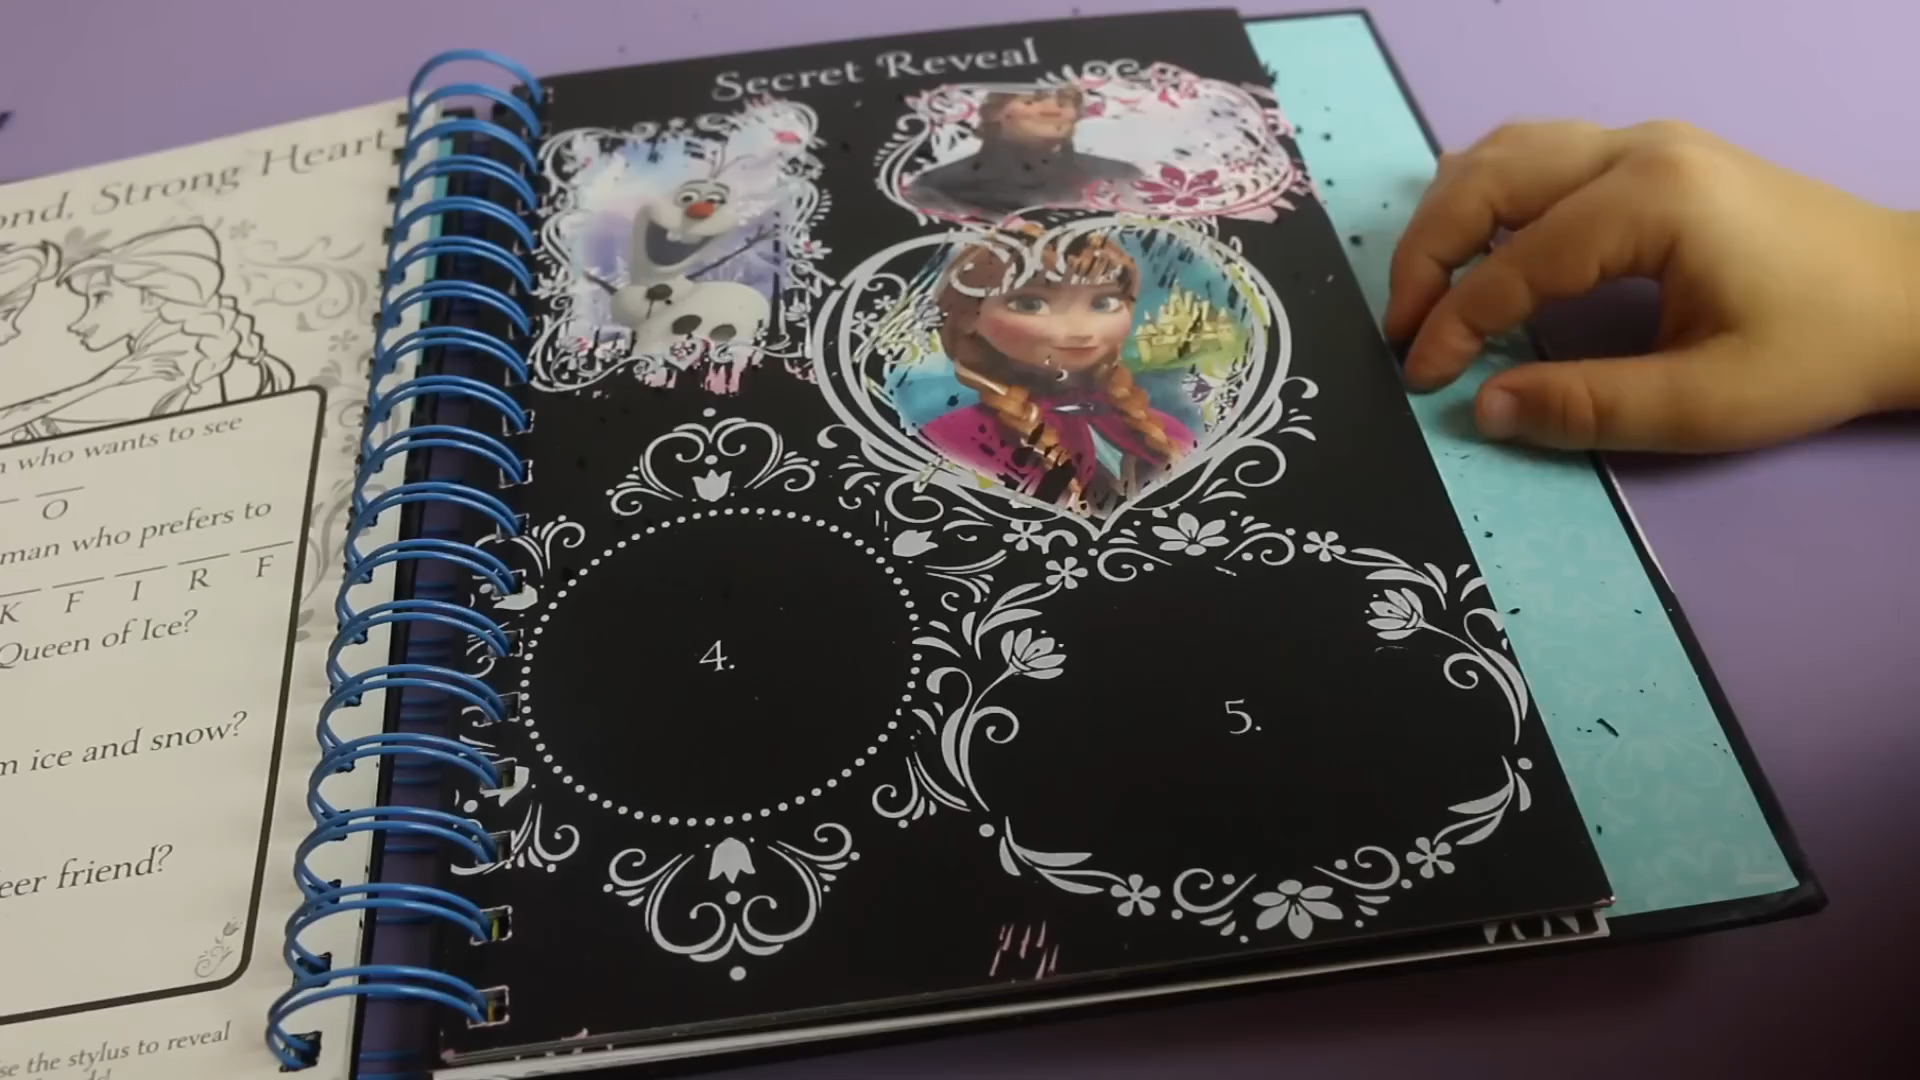 ond, Strong Heart
who wants to see
O
man who prefers to
K F I R F
Queen of Ice?
ice and snow?
eer friend?
se the stylus to reveal
Secret Reveal
4.
5.